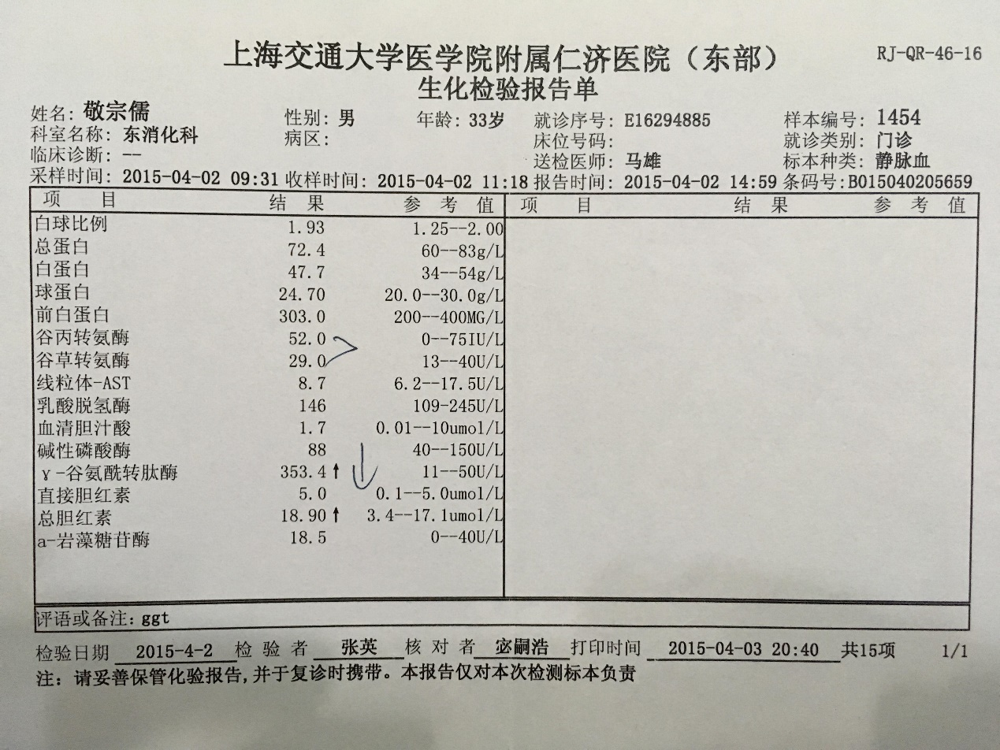 上海交通大学医学院附属仁济医院（东部）
RJ-QR-46-16
生化检验报告单
姓名: 敬宗儒 性别: 男 年龄: 33岁 就诊序号: E16294885 样本编号: 1454
科室名称: 东消化科 病区: 床位号码: 就诊类别: 门诊
临床诊断: -- 送检医师: 马雄 标本种类: 静脉血
采样时间: 2015-04-02 09:31 收样时间: 2015-04-02 11:18 报告时间: 2015-04-02 14:59 条码号:B015040205659
项 目 结 果 参 考 值 项 目 结 果 参 考 值
白球比例 1.93 1.25--2.00
总蛋白 72.4 60--83g/L
白蛋白 47.7 34--54g/L
球蛋白 24.70 20.0--30.0g/L
前白蛋白 303.0 200--400MG/L
谷丙转氨酶 52.0 0--75IU/L
谷草转氨酶 29.0 13--40U/L
线粒体-AST 8.7 6.2--17.5U/L
乳酸脱氢酶 146 109-245U/L
血清胆汁酸 1.7 0.01--10umol/L
碱性磷酸酶 88 40--150U/L
γ-谷氨酰转肽酶 353.4↑ 11--50U/L
直接胆红素 5.0 0.1--5.0umol/L
总胆红素 18.90↑ 3.4--17.1umol/L
a-岩藻糖苷酶 18.5 0--40U/L
评语或备注: ggt
检验日期 2015-4-2 检 验 者 张英 核 对 者 宓嗣浩 打印时间 2015-04-03 20:40 共15项 1/1
注: 请妥善保管化验报告,并于复诊时携带。本报告仅对本次检测标本负责